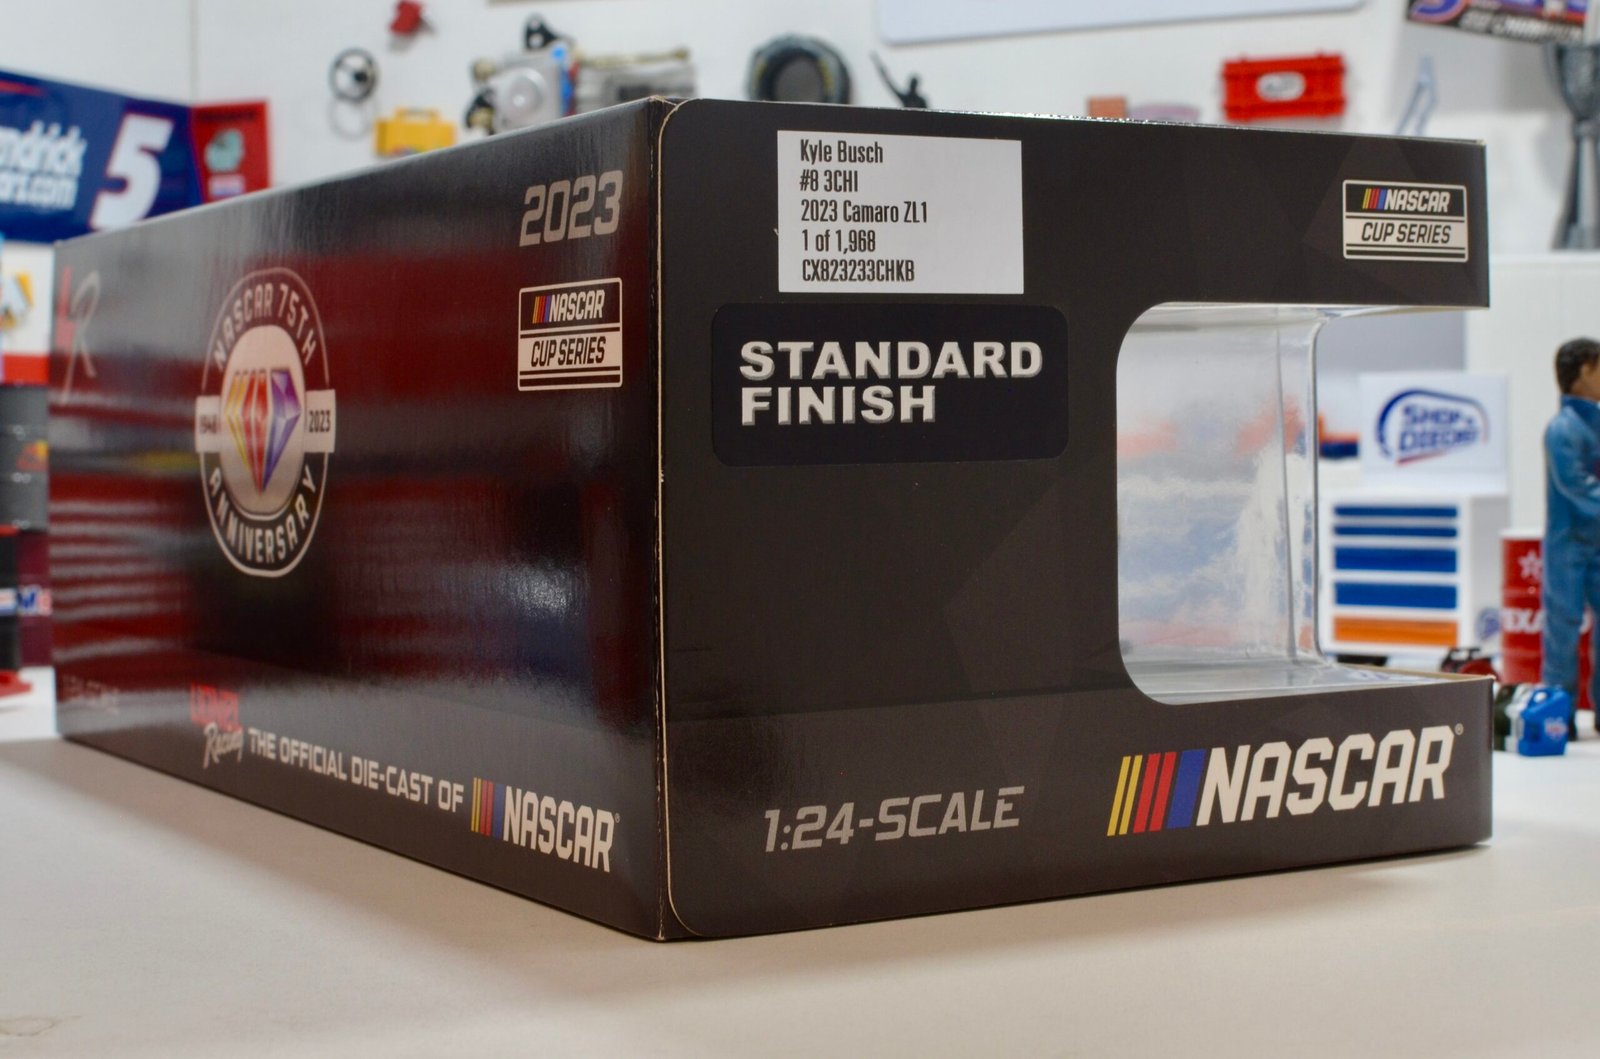 5
2023
NASCAR
CUP SERIES
NASCAR 75TH
1948 2023
ANNIVERSARY
Racing THE OFFICIAL DIE-CAST OF NASCAR
Kyle Busch
#8 3CHI
2023 Camaro ZL1
1 of 1,968
CX823233CHKB
NASCAR
CUP SERIES
STANDARD
FINISH
1:24-SCALE
NASCAR®
SHOP